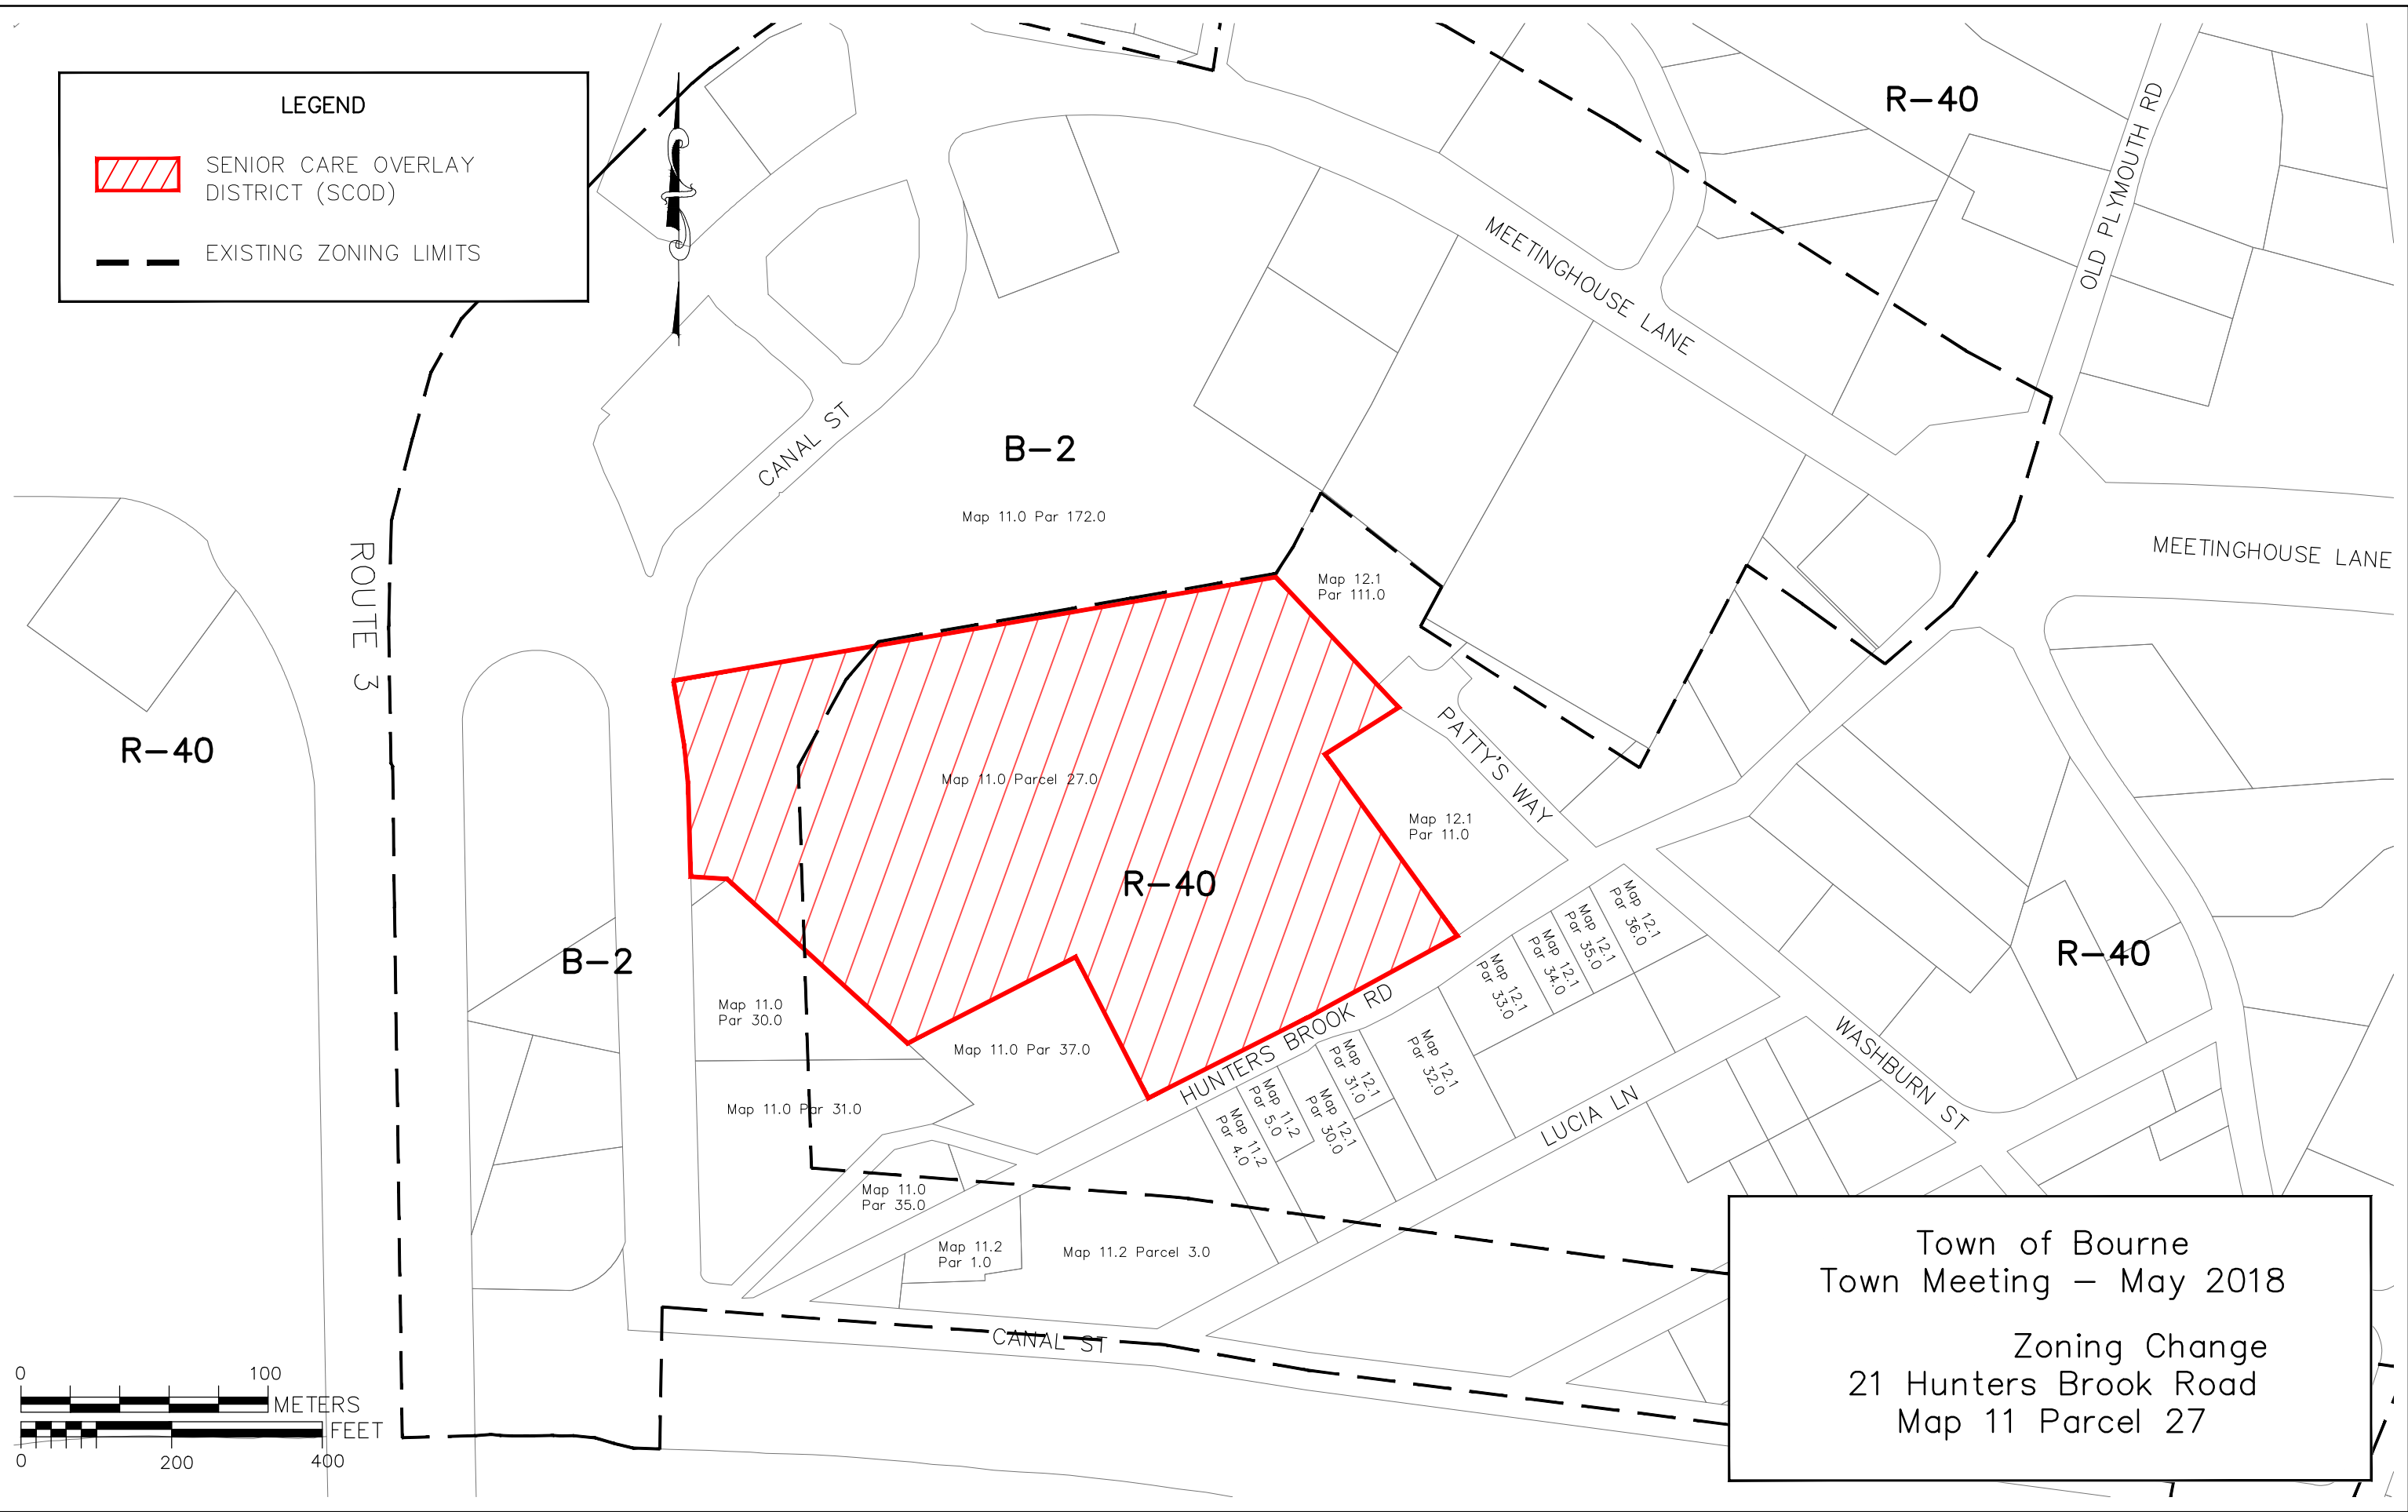 LEGEND
SENIOR CARE OVERLAY
DISTRICT (SCOD)
EXISTING ZONING LIMITS
R-40
OLD PLYMOUTH RD
MEETINGHOUSE LANE
CANAL ST
B-2
Map 11.0 Par 172.0
ROUTE 3
Map 12.1
Par 111.0
MEETINGHOUSE LANE
R-40
PATTY'S WAY
Map 11.0 Parcel 27.0
Map 12.1
Par 11.0
R-40
B-2
R-40
Map 12.1
Par 36.0
Map 12.1
Par 35.0
Map 12.1
Par 34.0
Map 12.1
Par 33.0
Map 11.0
Par 30.0
HUNTERS BROOK RD
Map 11.0 Par 37.0
Map 12.1
Par 32.0
Map 12.1
Par 31.0
Map 12.1
Par 30.0
Map 11.2
Par 5.0
Map 11.2
Par 4.0
LUCIA LN
WASHBURN ST
Map 11.0 Par 31.0
Map 11.0
Par 35.0
Map 11.2
Par 1.0
Map 11.2 Parcel 3.0
CANAL ST
Town of Bourne
Town Meeting - May 2018
Zoning Change
21 Hunters Brook Road
Map 11 Parcel 27
0 100
METERS
FEET
0 200 400